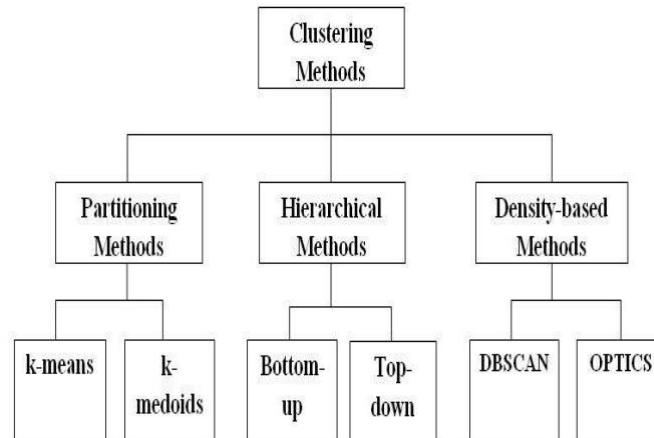 Clustering
Methods
Partitioning
Methods
Hierarchical
Methods
Density-based
Methods
k-means
k-
medoids
Bottom-
up
Top-
down
DBSCAN
OPTICS